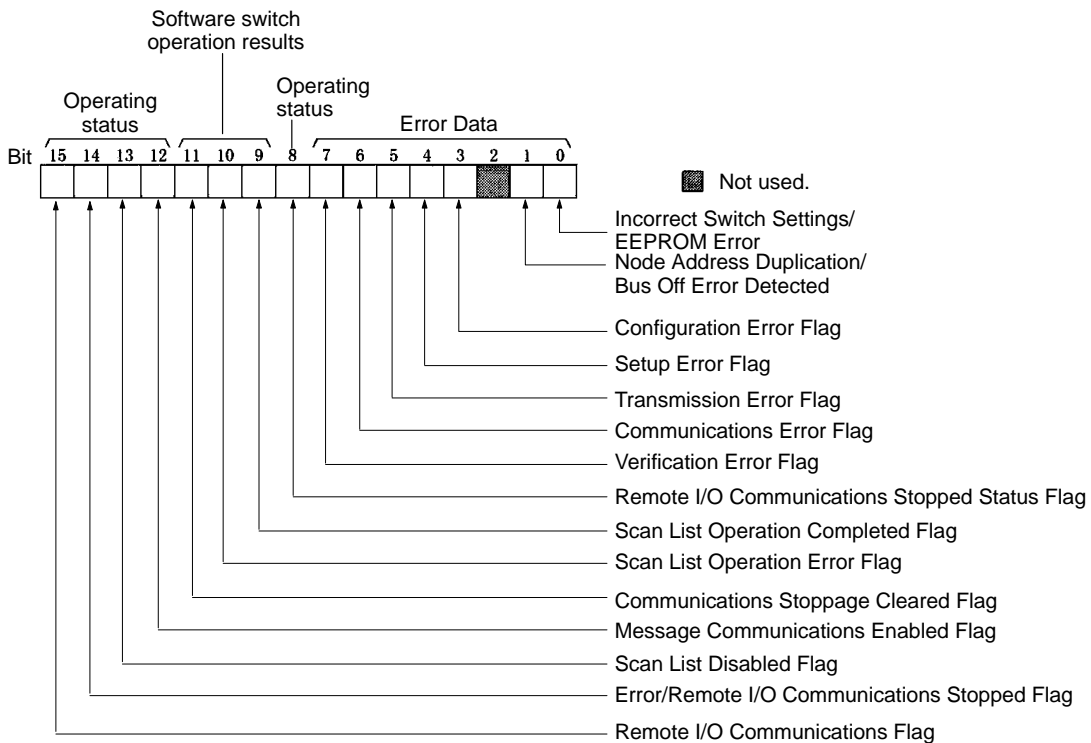 Software switch
operation results
Operating
status
Operating
status
Error Data
Bit 15 14 13 12 11 10 9 8 7 6 5 4 3 2 1 0
Not used.
Incorrect Switch Settings/
EEPROM Error
Node Address Duplication/
Bus Off Error Detected
Configuration Error Flag
Setup Error Flag
Transmission Error Flag
Communications Error Flag
Verification Error Flag
Remote I/O Communications Stopped Status Flag
Scan List Operation Completed Flag
Scan List Operation Error Flag
Communications Stoppage Cleared Flag
Message Communications Enabled Flag
Scan List Disabled Flag
Error/Remote I/O Communications Stopped Flag
Remote I/O Communications Flag